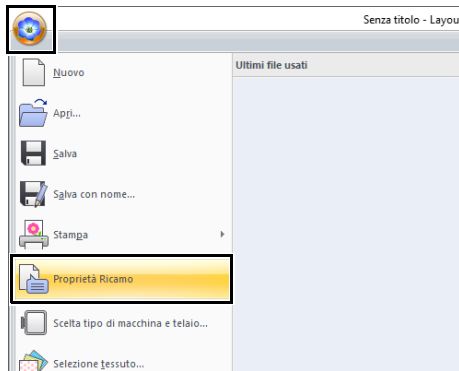 Senza titolo - Layou
Ultimi file usati
Nuovo
Apri...
Salva
Salva con nome...
Stampa
Proprietà Ricamo
Scelta tipo di macchina e telaio...
Selezione tessuto...